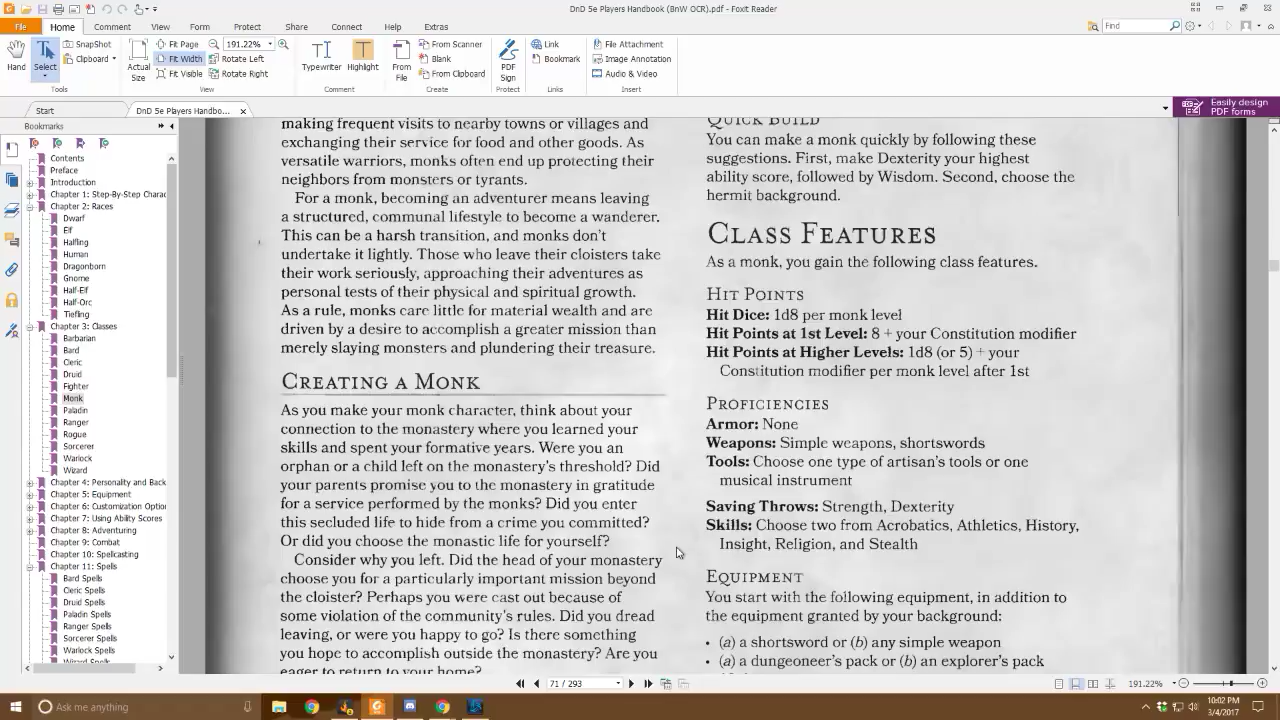 DnD 5e Players Handbook (BnW OCR).pdf - Foxit Reader
File Home Comment View Form Protect Share Connect Help Extras
Find
Hand
Select
SnapShot
Clipboard
Tools
Actual Size
Fit Page
Fit Width
Fit Visible
191.22%
Rotate Left
Rotate Right
View
Typewriter
Highlight
Comment
From File
From Scanner
Blank
From Clipboard
Create
PDF Sign
Protect
Link
Bookmark
Links
File Attachment
Image Annotation
Audio & Video
Insert
Start
DnD 5e Players Handbo...
Easily design
PDF forms
Bookmarks
Contents
Preface
Introduction
Chapter 1: Step-By-Step Charac
Chapter 2: Races
Dwarf
Elf
Halfling
Human
Dragonborn
Gnome
Half-Elf
Half-Orc
Tiefling
Chapter 3: Classes
Barbarian
Bard
Cleric
Druid
Fighter
Monk
Paladin
Ranger
Rogue
Sorcerer
Warlock
Wizard
Chapter 4: Personality and Back
Chapter 5: Equipment
Chapter 6: Customization Option
Chapter 7: Using Ability Scores
Chapter 8: Adventuring
Chapter 9: Combat
Chapter 10: Spellcasting
Chapter 11: Spells
Bard Spells
Cleric Spells
Druid Spells
Paladin Spells
Ranger Spells
Sorcerer Spells
Warlock Spells
Wizard Spells
making frequent visits to nearby towns or villages and
exchanging their service for food and other goods. As
versatile warriors, monks often end up protecting their
neighbors from monsters or tyrants.
For a monk, becoming an adventurer means leaving
a structured, communal lifestyle to become a wanderer.
This can be a harsh transition, and monks don't
undertake it lightly. Those who leave their cloisters take
their work seriously, approaching their adventures as
personal tests of their physical and spiritual growth.
As a rule, monks care little for material wealth and are
driven by a desire to accomplish a greater mission than
merely slaying monsters and plundering their treasure.
CREATING A MONK
As you make your monk character, think about your
connection to the monastery where you learned your
skills and spent your formative years. Were you an
orphan or a child left on the monastery's threshold? Did
your parents promise you to the monastery in gratitude
for a service performed by the monks? Did you enter
this secluded life to hide from a crime you committed?
Or did you choose the monastic life for yourself?
Consider why you left. Did the head of your monastery
choose you for a particularly important mission beyond
the cloister? Perhaps you were cast out because of
some violation of the community's rules. Did you dread
leaving, or were you happy to go? Is there something
you hope to accomplish outside the monastery? Are you
eager to return to your home?
QUICK BUILD
You can make a monk quickly by following these
suggestions. First, make Dexterity your highest
ability score, followed by Wisdom. Second, choose the
hermit background.
CLASS FEATURES
As a monk, you gain the following class features.
HIT POINTS
Hit Dice: 1d8 per monk level
Hit Points at 1st Level: 8 + your Constitution modifier
Hit Points at Higher Levels: 1d8 (or 5) + your
Constitution modifier per monk level after 1st
PROFICIENCIES
Armor: None
Weapons: Simple weapons, shortswords
Tools: Choose one type of artisan's tools or one
musical instrument
Saving Throws: Strength, Dexterity
Skills: Choose two from Acrobatics, Athletics, History,
Insight, Religion, and Stealth
EQUIPMENT
You start with the following equipment, in addition to
the equipment granted by your background:
• (a) a shortsword or (b) any simple weapon
• (a) a dungeoneer's pack or (b) an explorer's pack
71 / 293
191.22%
Ask me anything
10:02 PM
3/4/2017